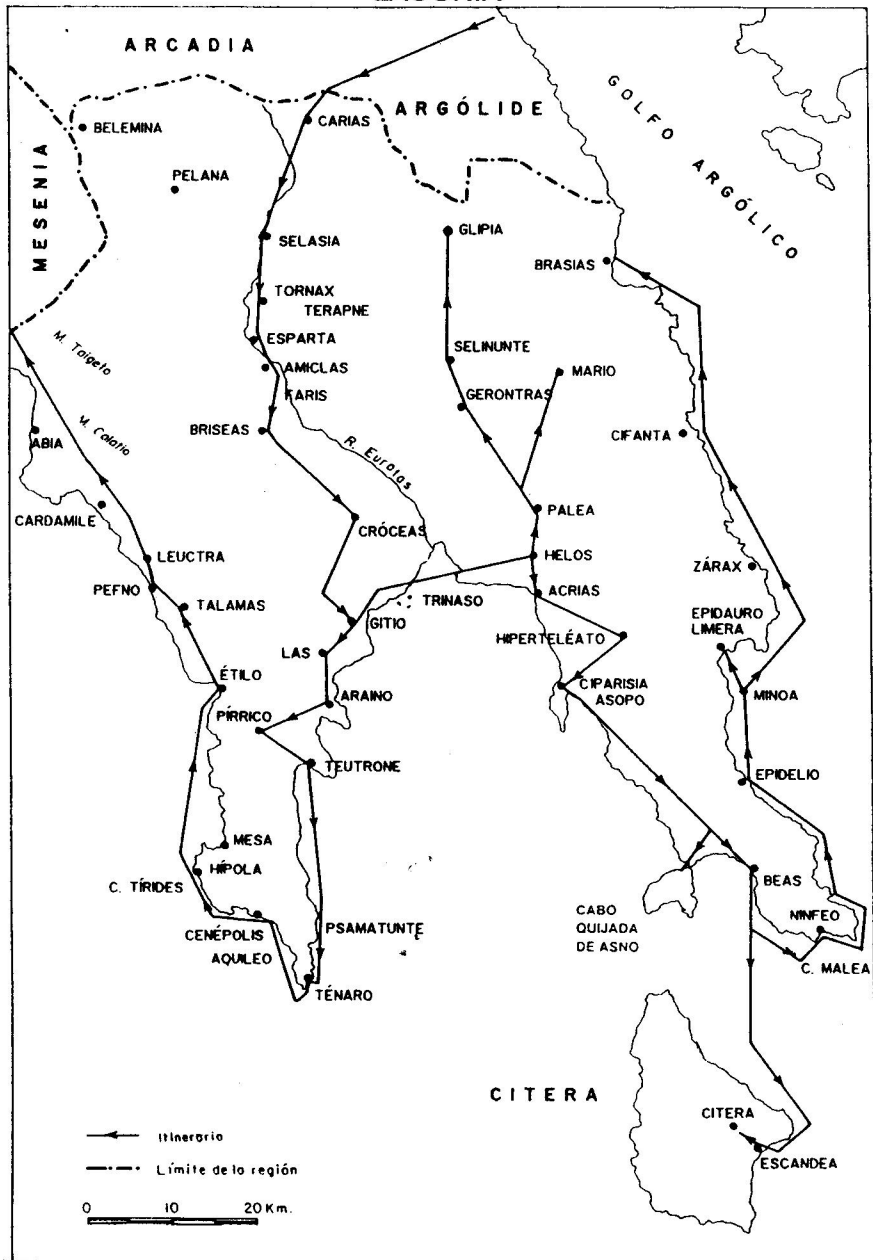 ARCADIA
ARGÓLIDE
GOLFO ARGÓLICO
CARIAS
BELEMINA
MESENIA
PELANA
SELASIA
GLIPIA
BRASIAS
TORNAX
TERAPNE
ESPARTA
M. Taigeto
SELINUNTE
AMICLAS
MARIO
FARIS
GERONTRAS
ABIA
M. Colatio
BRISEAS
R. Eurotas
CIFANTA
CARDAMILE
CRÓCEAS
PALEA
LEUCTRA
HELOS
ZÁRAX
PEFNO
TALAMAS
TRINASO
ACRIAS
GITIO
HIPERTELÉATO
EPIDAURO
LIMERA
LAS
ÉTILO
CIPARISIA
ASOPO
MINOA
ARAINO
PÍRRICO
TEUTRONE
EPIDELIO
MESA
HÍPOLA
C. TÍRIDES
BEAS
CENÉPOLIS
PSAMATUNTE
CABO
QUIJADA
DE ASNO
NINFEO
AQUILEO
C. MALEA
TÉNARO
CITERA
CITERA
ESCANDEA
Itinerario
Límite de la región
0 10 20 Km.